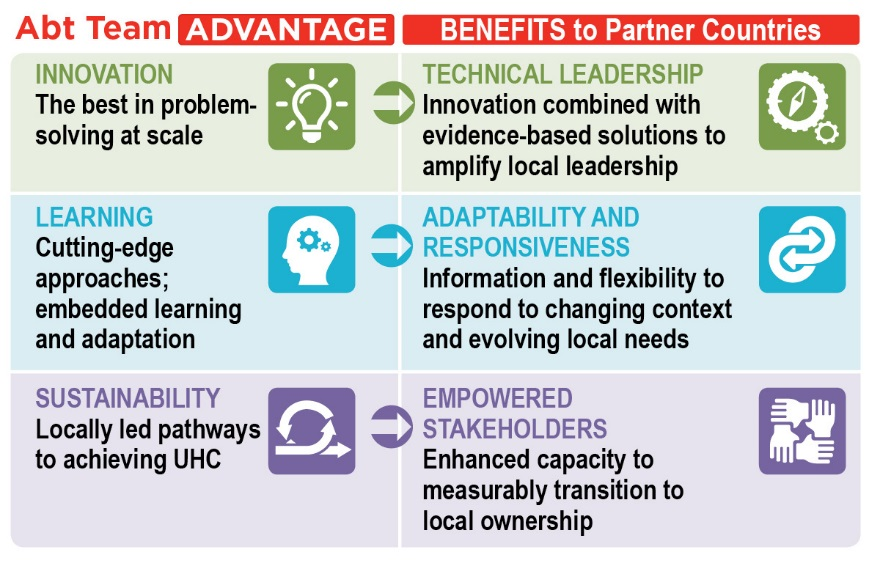 Abt Team ADVANTAGE
BENEFITS to Partner Countries
INNOVATION
The best in problem-
solving at scale
TECHNICAL LEADERSHIP
Innovation combined with
evidence-based solutions to
amplify local leadership
LEARNING
Cutting-edge
approaches;
embedded learning
and adaptation
ADAPTABILITY AND
RESPONSIVENESS
Information and flexibility to
respond to changing context
and evolving local needs
SUSTAINABILITY
Locally led pathways
to achieving UHC
EMPOWERED
STAKEHOLDERS
Enhanced capacity to
measurably transition to
local ownership